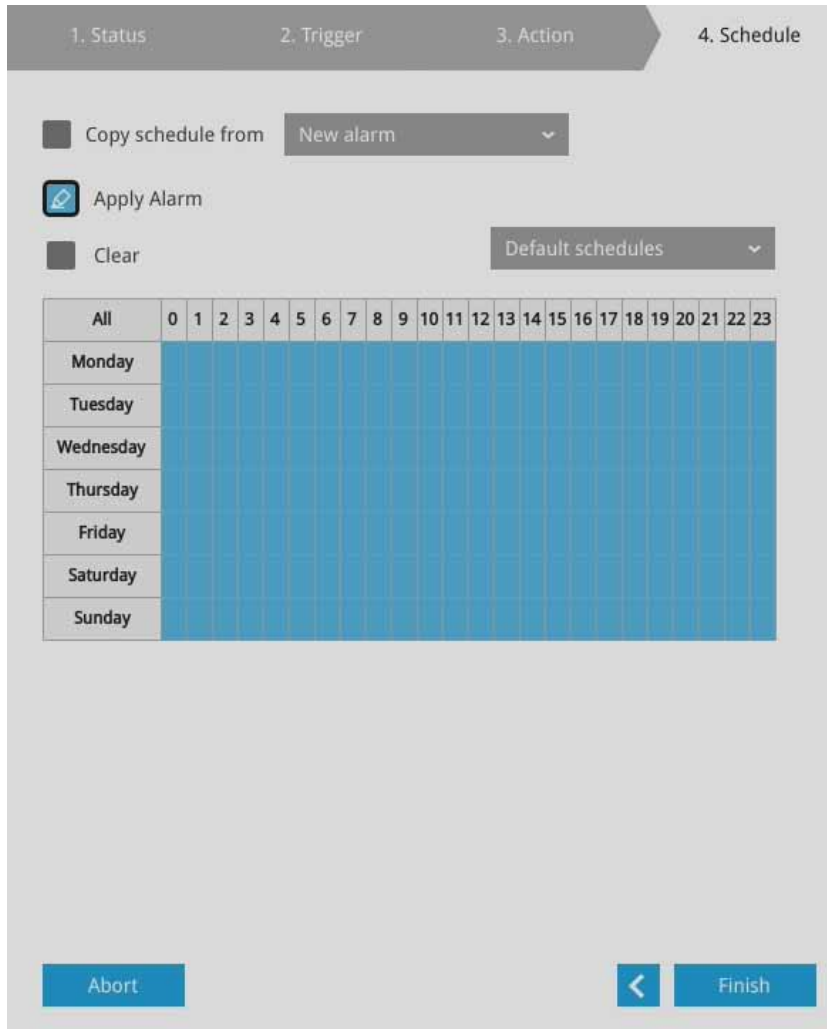 1. Status 2. Trigger 3. Action 4. Schedule
Copy schedule from New alarm
Apply Alarm
Clear Default schedules
All 0 1 2 3 4 5 6 7 8 9 10 11 12 13 14 15 16 17 18 19 20 21 22 23
Monday
Tuesday
Wednesday
Thursday
Friday
Saturday
Sunday
Abort Finish